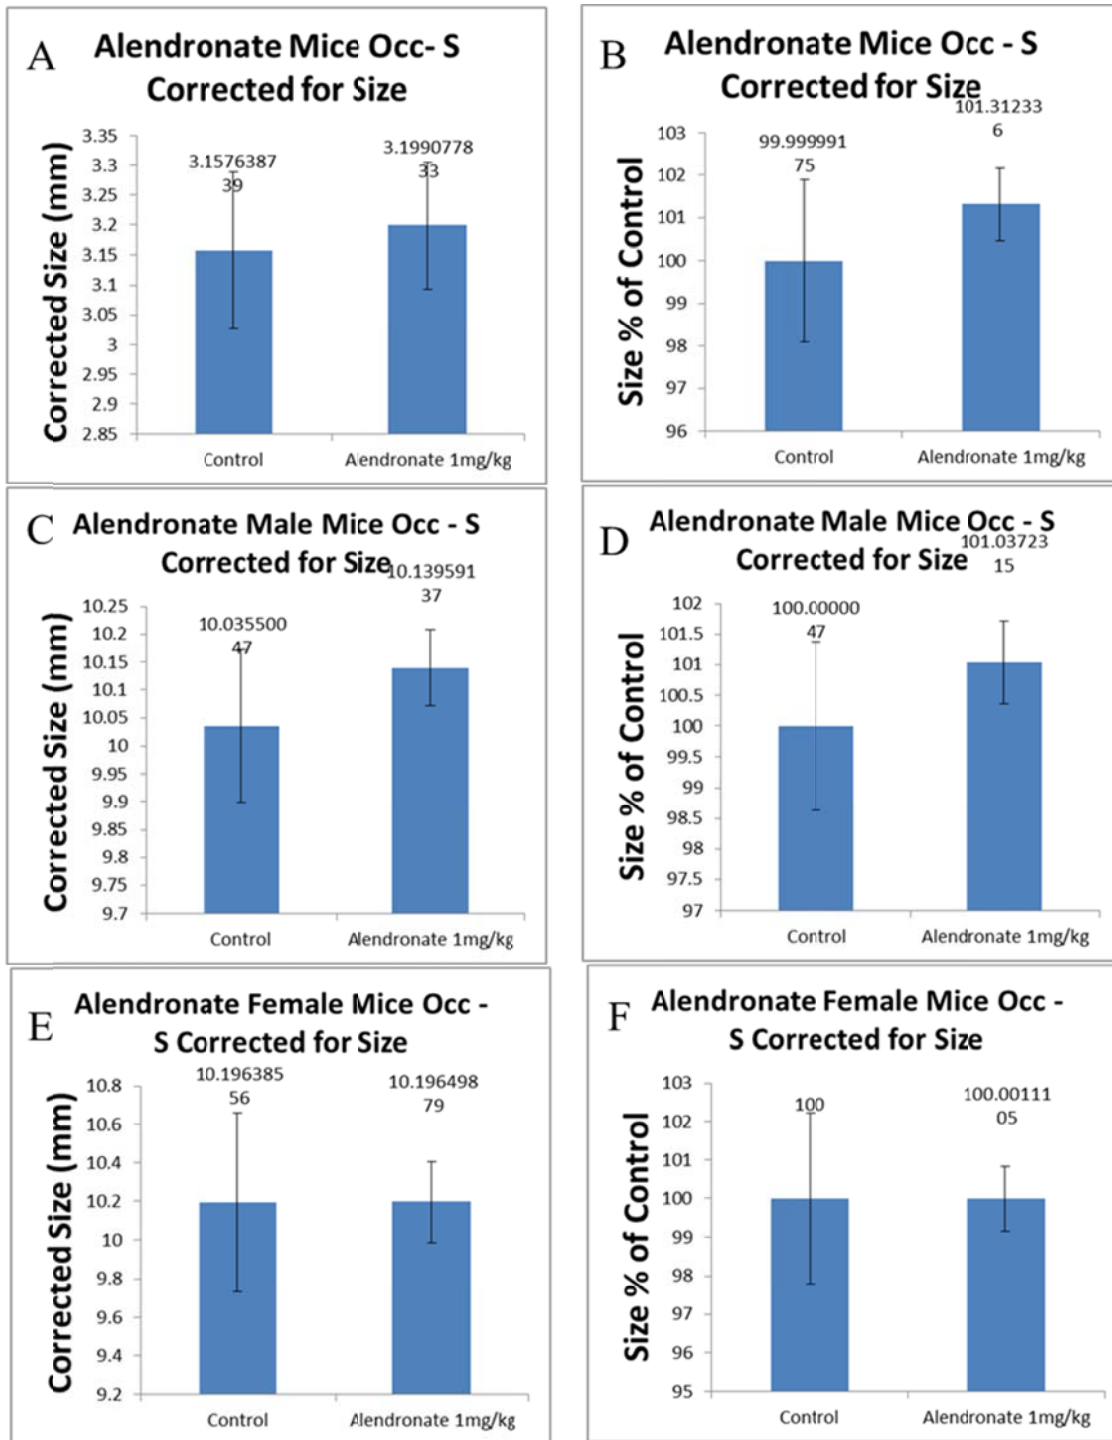 A
Alendronate Mice Occ- S
Corrected for Size
Corrected Size (mm)
3.35
3.3
3.25
3.2
3.15
3.1
3.05
3
2.95
2.9
2.85
3.1576387
39
3.1990778
33
Control
Alendronate 1mg/kg
B
Alendronate Mice Occ - S
Corrected for Size
Size % of Control
103
102
101
100
99
98
97
96
99.999991
75
101.31233
6
Control
Alendronate 1mg/kg
C
Alendronate Male Mice Occ - S
Corrected for Size
Corrected Size (mm)
10.25
10.2
10.15
10.1
10.05
10
9.95
9.9
9.85
9.8
9.75
9.7
10.035500
47
10.139591
37
Control
Alendronate 1mg/kg
D
Alendronate Male Mice Occ - S
Corrected for Size
Size % of Control
102
101.5
101
100.5
100
99.5
99
98.5
98
97.5
97
100.00000
47
101.03723
15
Control
Alendronate 1mg/kg
E
Alendronate Female Mice Occ -
S Corrected for Size
Corrected Size (mm)
10.8
10.6
10.4
10.2
10
9.8
9.6
9.4
9.2
10.196385
56
10.196498
79
Control
Alendronate 1mg/kg
F
Alendronate Female Mice Occ -
S Corrected for Size
Size % of Control
103
102
101
100
99
98
97
96
95
100
100.00111
05
Control
Alendronate 1mg/kg